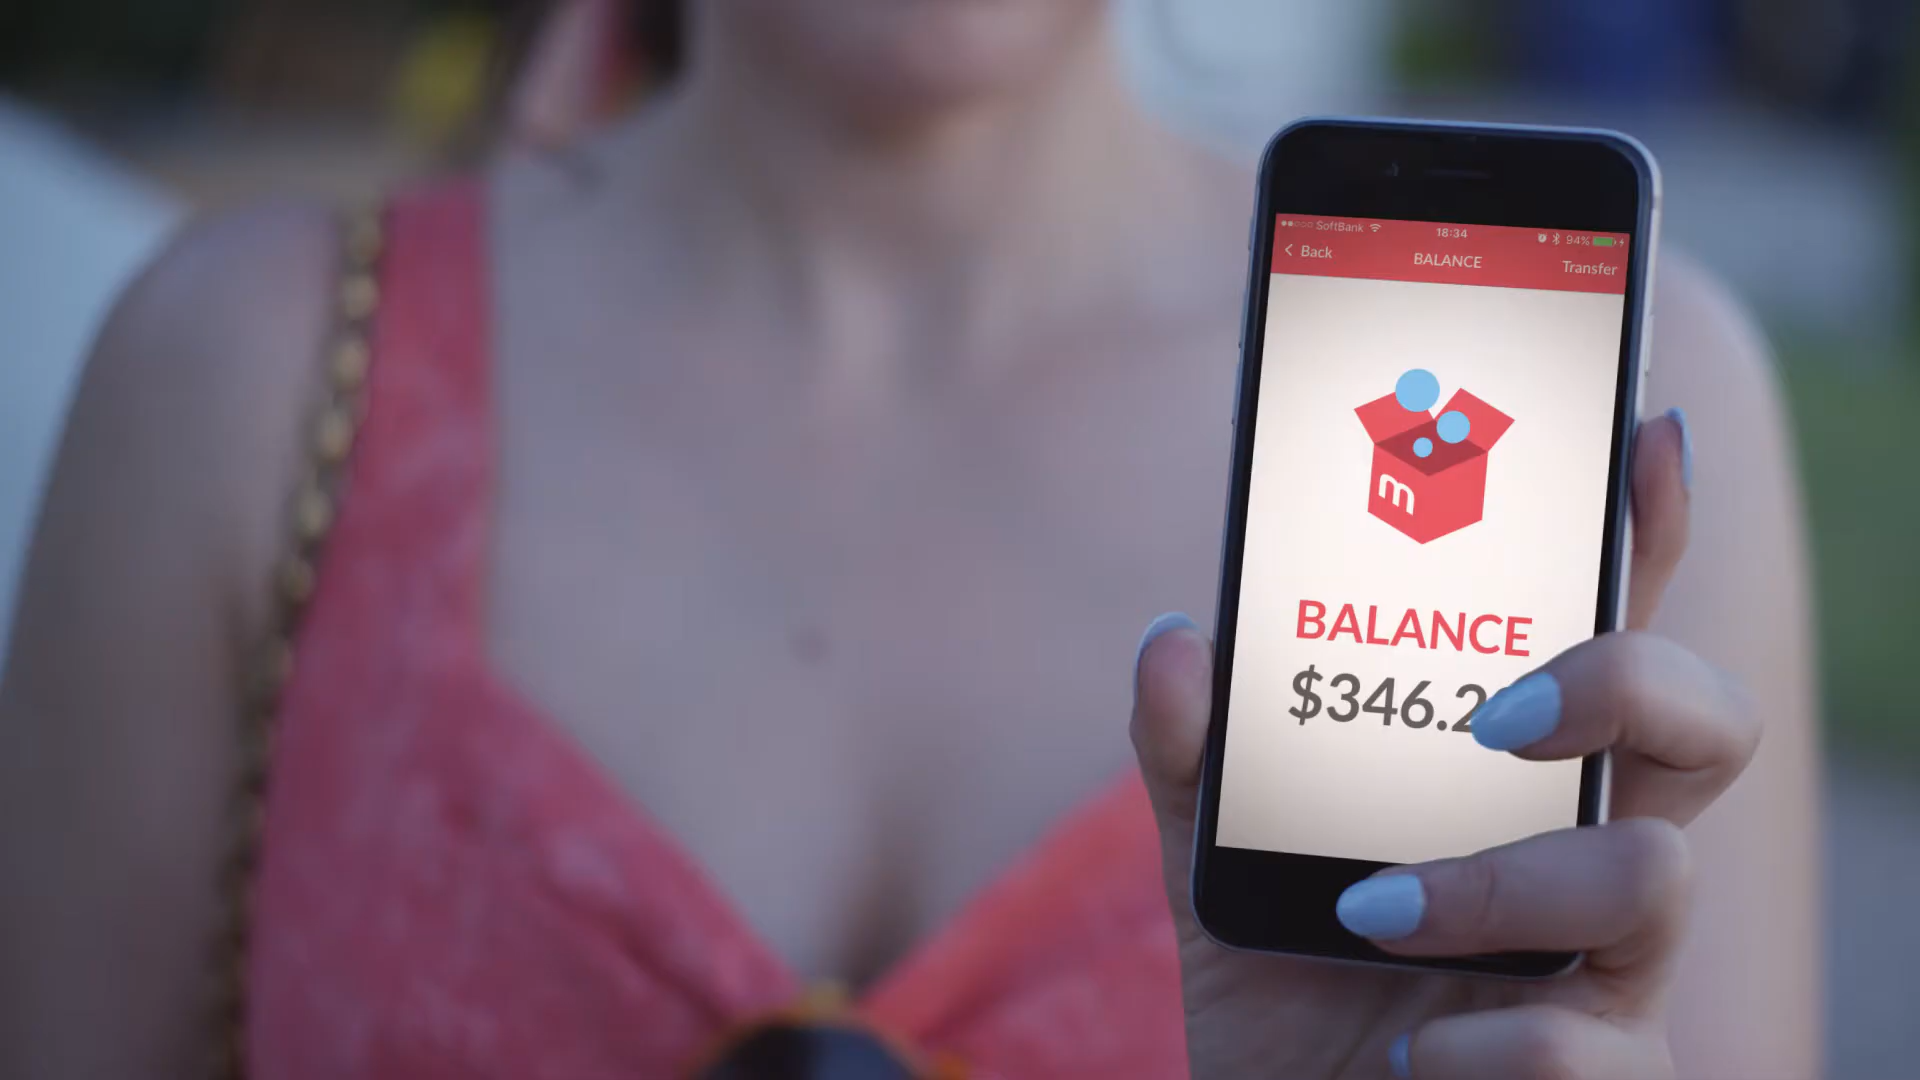 SoftBank 18:34 94%
Back BALANCE Transfer
m
BALANCE
$346.2